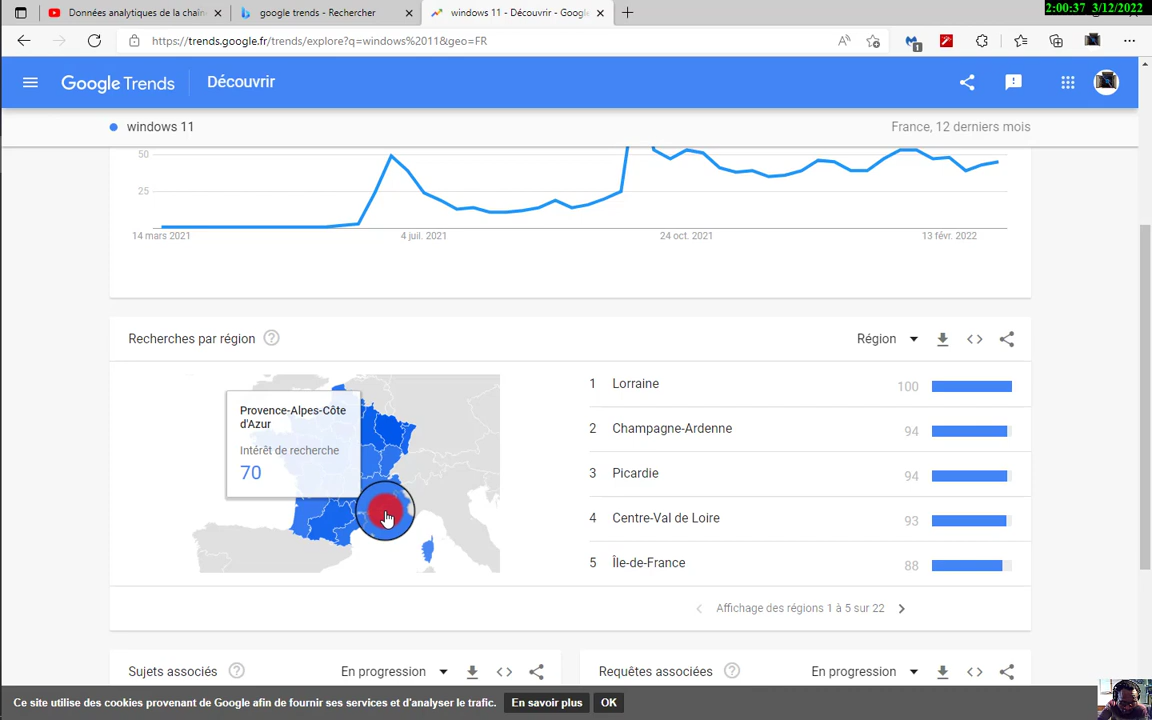 Données analytiques de la chaîn
google trends - Rechercher
windows 11 - Découvrir - Googl
2:00:37 3/12/2022
https://trends.google.fr/trends/explore?q=windows%2011&geo=FR
1
Google Trends
Découvrir
windows 11
France, 12 derniers mois
50
25
14 mars 2021
4 juil. 2021
24 oct. 2021
13 févr. 2022
Recherches par région
Région
Provence-Alpes-Côte
d'Azur
Intérêt de recherche
70
1 Lorraine 100
2 Champagne-Ardenne 94
3 Picardie 94
4 Centre-Val de Loire 93
5 Île-de-France 88
Affichage des régions 1 à 5 sur 22
Sujets associés
En progression
Requêtes associées
En progression
Ce site utilise des cookies provenant de Google afin de fournir ses services et d'analyser le trafic.
En savoir plus
OK